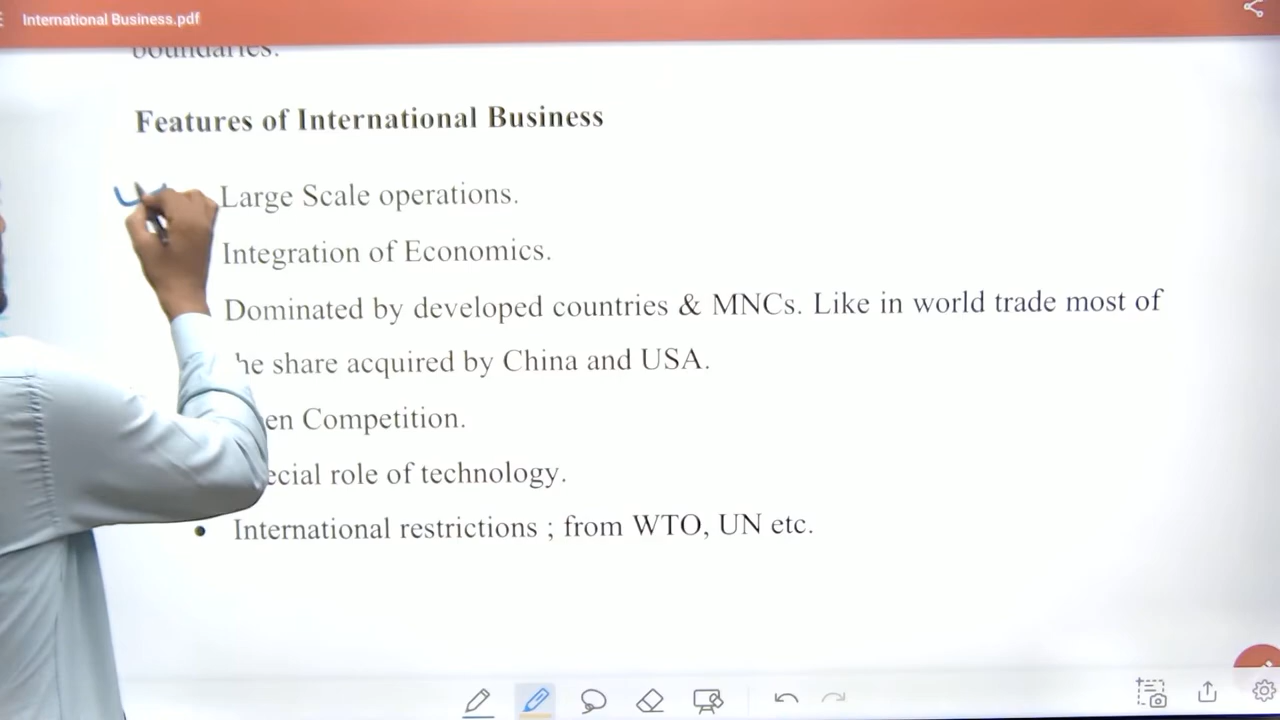 International Business.pdf
boundaries.
Features of International Business
Large Scale operations.
Integration of Economics.
Dominated by developed countries & MNCs. Like in world trade most of
he share acquired by China and USA.
en Competition.
ecial role of technology.
• International restrictions ; from WTO, UN etc.